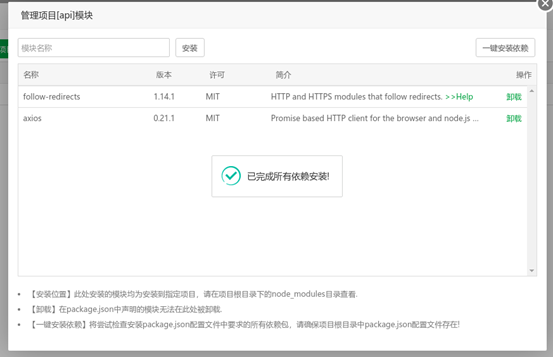 管理项目[api]模块
模块名称 安装 一键安装依赖
名称 版本 许可 简介 操作
follow-redirects 1.14.1 MIT HTTP and HTTPS modules that follow redirects. >>Help 卸载
axios 0.21.1 MIT Promise based HTTP client for the browser and node.js ... 卸载
已完成所有依赖安装!
• 【安装位置】此处安装的模块均为安装到指定项目，请在项目根目录下的node_modules目录查看.
• 【卸载】在package.json中声明的模块无法在此处被卸载.
• 【一键安装依赖】将尝试检查安装package.json配置文件中要求的所有依赖包，请确保项目根目录中package.json配置文件存在!